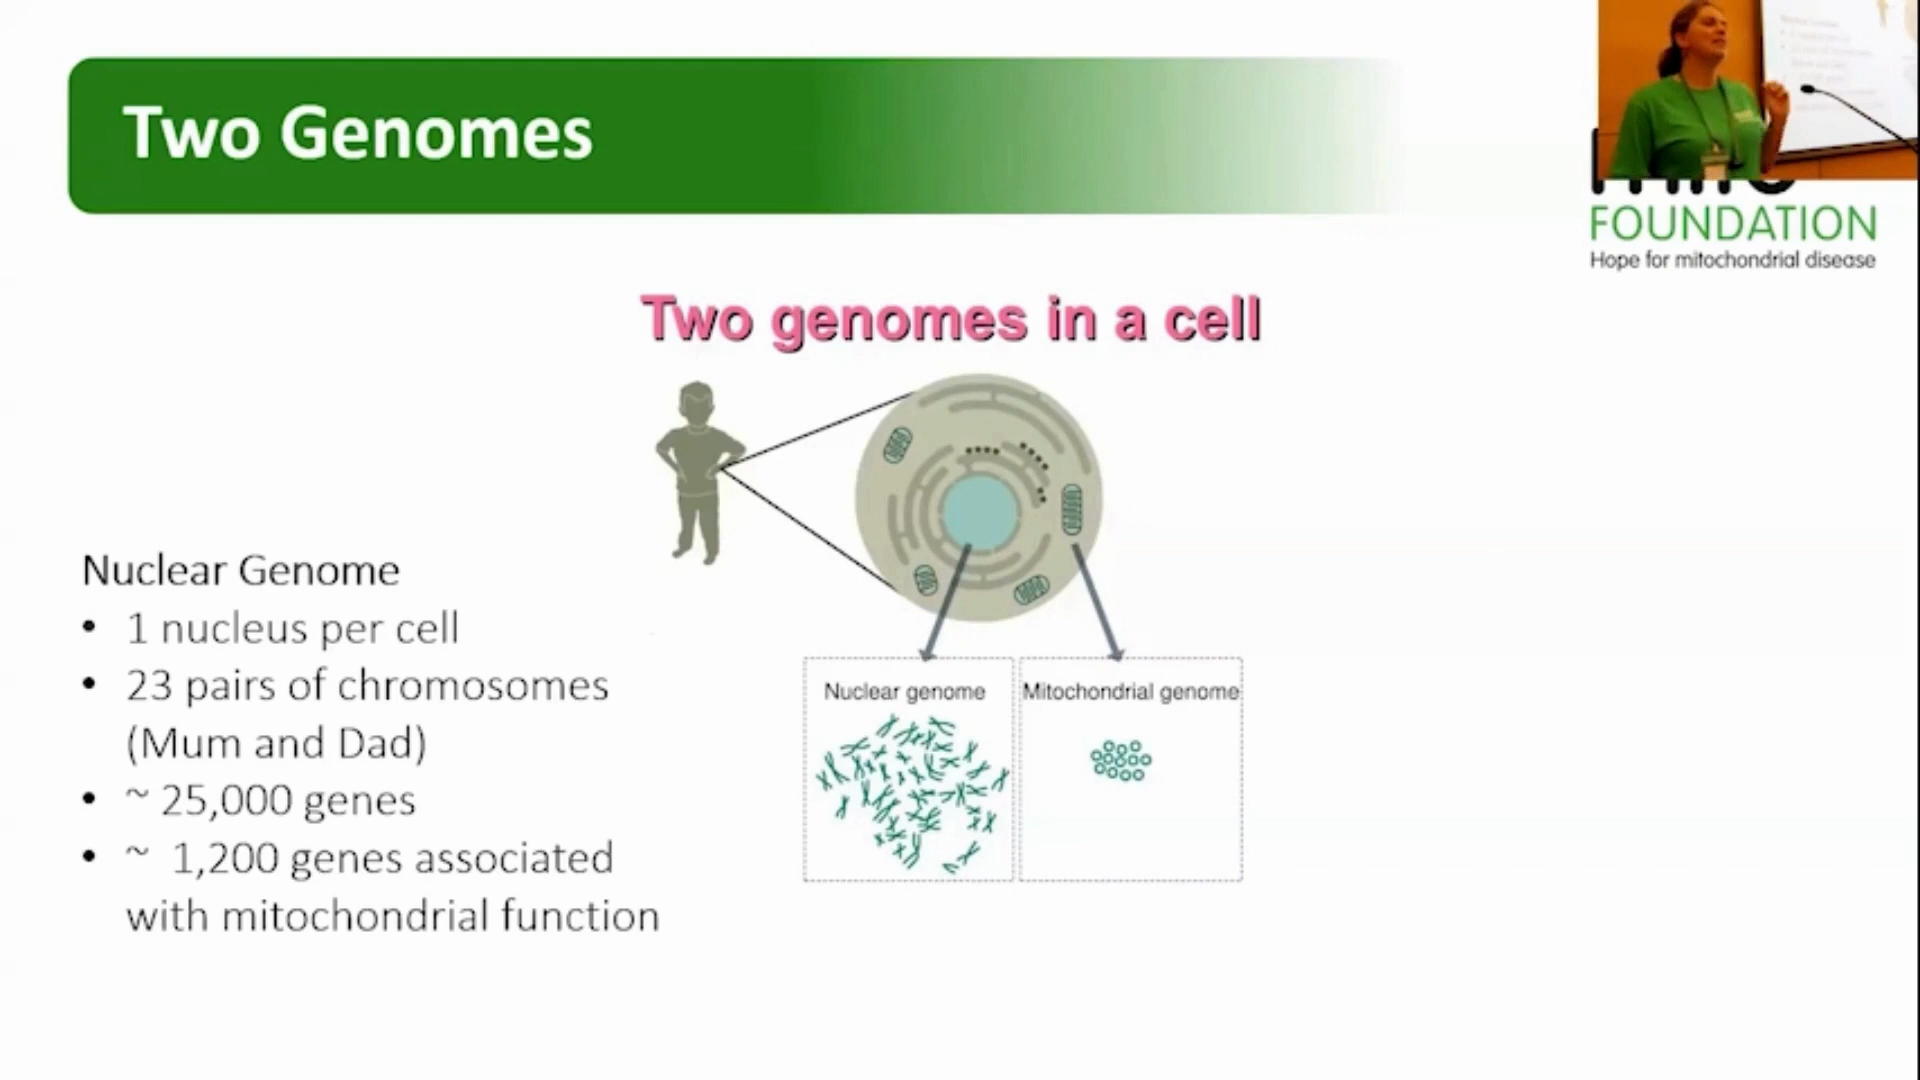 Two Genomes
FOUNDATION
Hope for mitochondrial disease
Two genomes in a cell
Nuclear Genome
• 1 nucleus per cell
• 23 pairs of chromosomes
(Mum and Dad)
• ~ 25,000 genes
• ~ 1,200 genes associated
with mitochondrial function
Nuclear genome
Mitochondrial genome